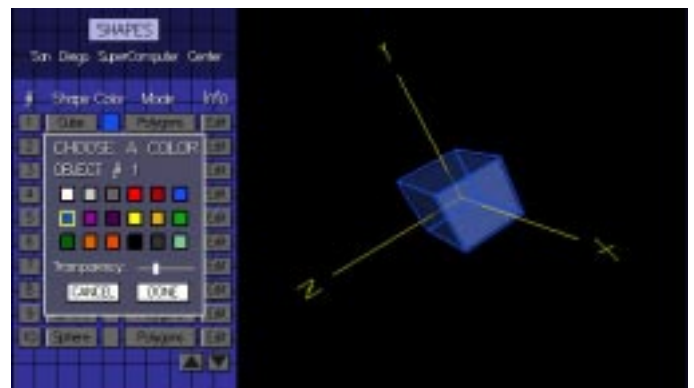 SHAPES
San Diego SuperComputer Center
# Shape Color Mode Info
1 Cube Polygons Edit
2 Edit
3 Edit
4 Edit
5 Edit
6 Edit
7 Edit
8 Edit
9 Edit
10 Sphere Polygons Edit
CHOOSE A COLOR
OBJECT # 1
Transparency:
CANCEL DONE
Y
X
Z